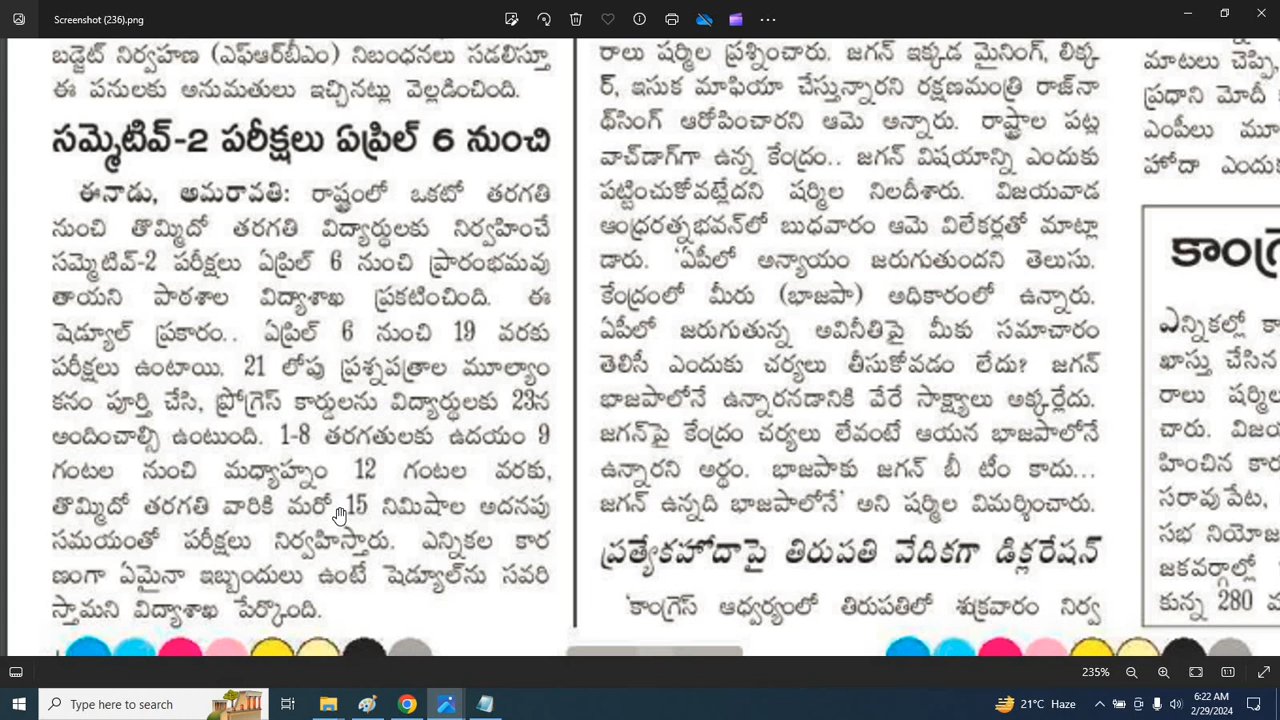 Screenshot (236).png
బడ్జెట్ నిర్వహణ (ఎఫ్ఆర్‌బీఎం) నిబంధనలు సడలిస్తూ
ఈ పనులకు అనుమతులు ఇచ్చినట్లు వెల్లడించింది.
సమ్మెటివ్-2 పరీక్షలు ఏప్రిల్ 6 నుంచి
ఈనాడు, అమరావతి: రాష్ట్రంలో ఒకటో తరగతి
నుంచి తొమ్మిదో తరగతి విద్యార్థులకు నిర్వహించే
సమ్మెటివ్-2 పరీక్షలు ఏప్రిల్ 6 నుంచి ప్రారంభమవు
తాయని పాఠశాల విద్యాశాఖ ప్రకటించింది. ఈ
షెడ్యూల్ ప్రకారం.. ఏప్రిల్ 6 నుంచి 19 వరకు
పరీక్షలు ఉంటాయి. 21 లోపు ప్రశ్నపత్రాల మూల్యాం
కనం పూర్తి చేసి, ప్రోగ్రెస్ కార్డులను విద్యార్థులకు 23న
అందించాల్సి ఉంటుంది. 1-8 తరగతులకు ఉదయం 9
గంటల నుంచి మధ్యాహ్నం 12 గంటల వరకు,
తొమ్మిదో తరగతి వారికి మరో 15 నిమిషాల అదనపు
సమయంతో పరీక్షలు నిర్వహిస్తారు. ఎన్నికల కార
ణంగా ఏమైనా ఇబ్బందులు ఉంటే షెడ్యూల్‌ను సవరి
స్తామని విద్యాశాఖ పేర్కొంది.
రాలు షర్మిల ప్రశ్నించారు. జగన్ ఇక్కడ మైనింగ్, లిక్క
ర్, ఇసుక మాఫియా చేస్తున్నారని రక్షణమంత్రి రాజ్‌నా
థ్‌సింగ్ ఆరోపించారని ఆమె అన్నారు. రాష్ట్రాల పట్ల
వాచ్‌డాగ్‌గా ఉన్న కేంద్రం.. జగన్ విషయాన్ని ఎందుకు
పట్టించుకోవట్లేదని షర్మిల నిలదీశారు. విజయవాడ
ఆంధ్రరత్నభవన్‌లో బుధవారం ఆమె విలేకర్లతో మాట్లా
డారు. 'ఏపీలో అన్యాయం జరుగుతుందని తెలుసు.
కేంద్రంలో మీరు (భాజపా) అధికారంలో ఉన్నారు.
ఏపీలో జరుగుతున్న అవినీతిపై మీకు సమాచారం
తెలిసీ ఎందుకు చర్యలు తీసుకోవడం లేదు? జగన్
భాజపాలోనే ఉన్నారనడానికి వేరే సాక్ష్యాలు అక్కర్లేదు.
జగన్‌పై కేంద్రం చర్యలు లేవంటే ఆయన భాజపాలోనే
ఉన్నారని అర్థం. భాజపాకు జగన్ బీ టీం కాదు...
జగన్ ఉన్నది భాజపాలోనే' అని షర్మిల విమర్శించారు.
ప్రత్యేకహోదాపై తిరుపతి వేదికగా డిక్లరేషన్
'కాంగ్రెస్ ఆధ్వర్యంలో తిరుపతిలో శుక్రవారం నిర్వ
మాటలు చెప్పి,
ప్రధాని మోదీ
ఎంపీలు మూ
హోదా ఎందుక
కాంగ్రె
ఎన్నికల్లో కా
ఖాస్తు చేసిన
రాలు షర్మిల
చారు. విజయ
హించిన కార
సరావుపేట,
సభ నియోజ
జకవర్గాల్లో
కున్న 280 మ
235%
Type here to search
21°C Haze
6:22 AM
2/29/2024